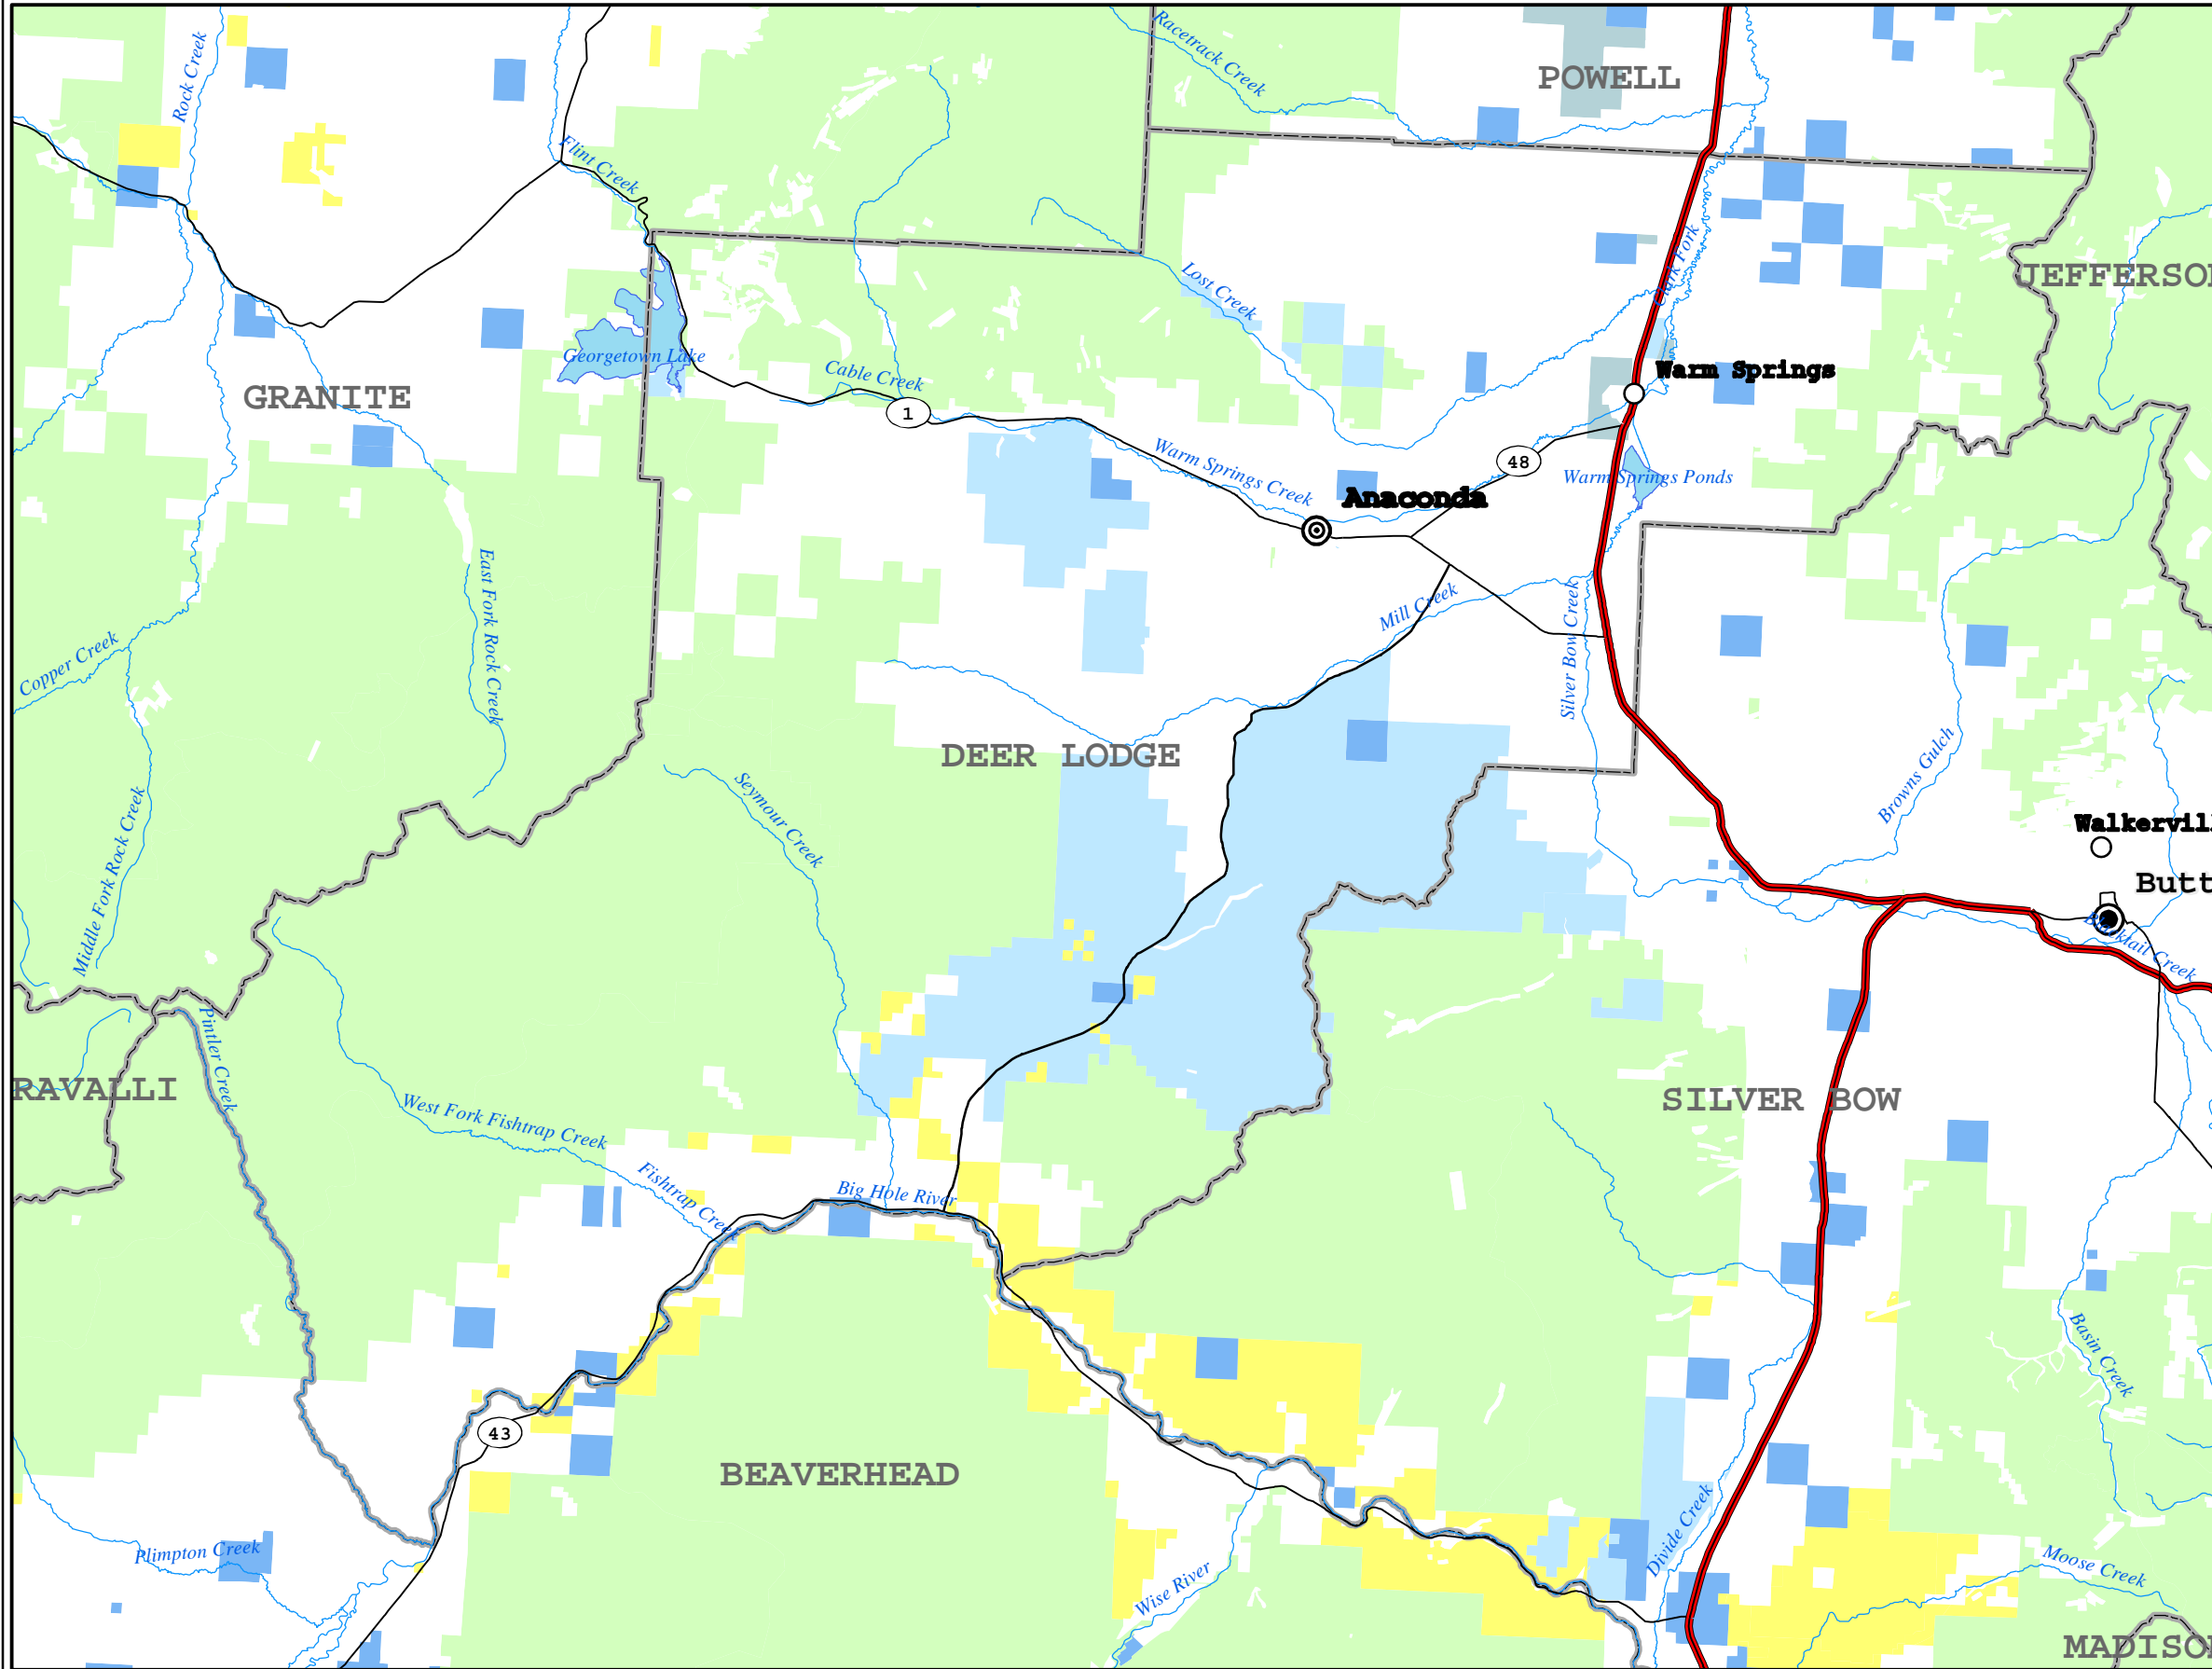 Rock Creek
Racetrack Creek
POWELL
Flint Creek
Clark Fork
JEFFERSO
Lost Creek
Georgetown Lake
Cable Creek
Warm Springs
GRANITE
1
Warm Springs Creek
48
Warm Springs Ponds
Anaconda
East Fork Rock Creek
Mill Creek
Silver Bow Creek
Copper Creek
DEER LODGE
Browns Gulch
Seymour Creek
Walkervil
Middle Fork Rock Creek
Butt
Blacktail Creek
Pintler Creek
RAVALLI
SILVER BOW
West Fork Fishtrap Creek
Fishtrap Creek
Big Hole River
Basin Creek
43
BEAVERHEAD
Divide Creek
Plimpton Creek
Wise River
Moose Creek
MADISO